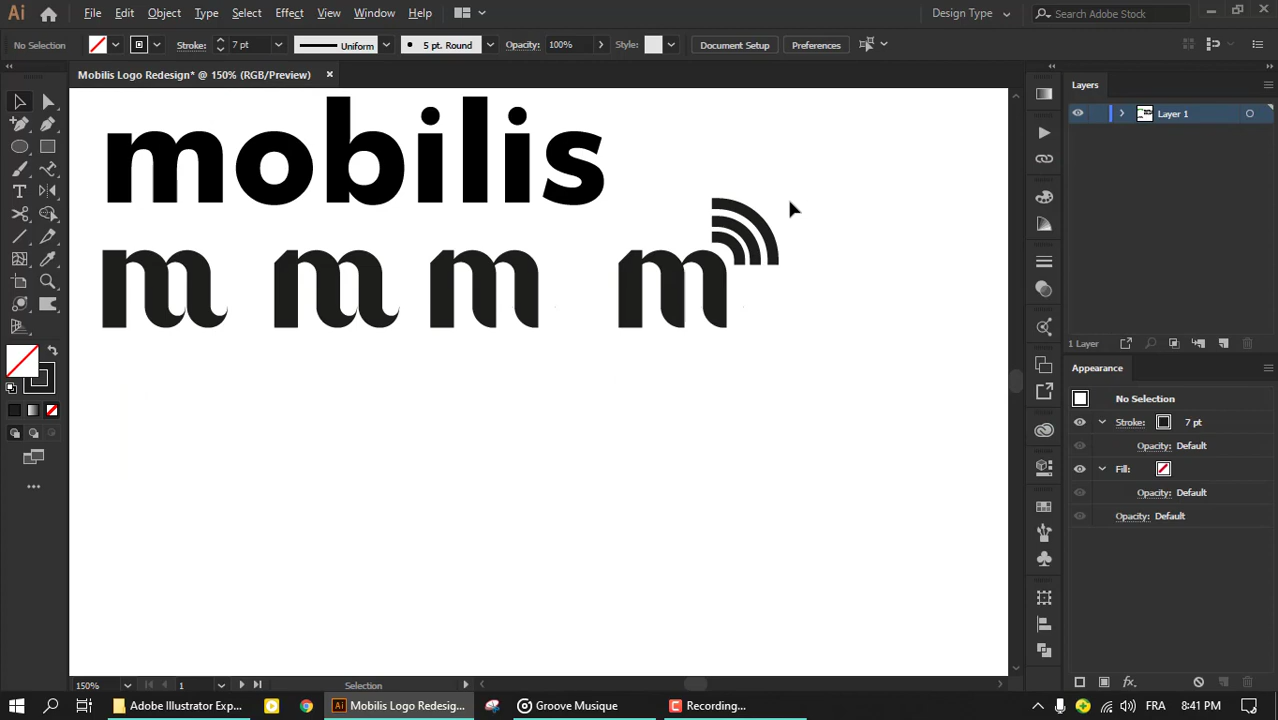 Ai File Edit Object Type Select Effect View Window Help Design Type Search Adobe Stock
No Selection Stroke: 7 pt Uniform 5 pt. Round Opacity: 100% Style: Document Setup Preferences
Mobilis Logo Redesign* @ 150% (RGB/Preview)
Layers
Layer 1
mobilis
m m m m
1 Layer
Appearance
No Selection
Stroke: 7 pt
Opacity: Default
Fill:
Opacity: Default
Opacity: Default
150% 1 Selection
Adobe Illustrator Exp... Mobilis Logo Redesig... Groove Musique Recording... FR 8:41 PM